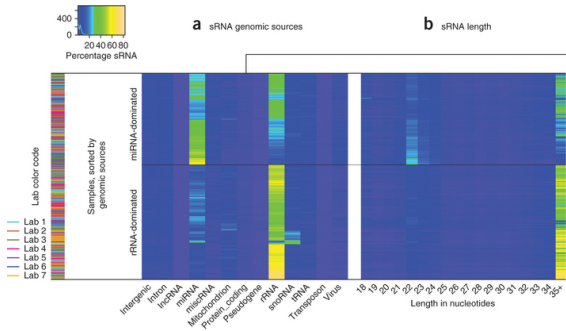 400
0
20 40 60 80
Percentage sRNA
a sRNA genomic sources
b sRNA length
Lab color code
Samples, sorted by
genomic sources
miRNA-dominated
rRNA-dominated
Lab 1
Lab 2
Lab 3
Lab 4
Lab 5
Lab 6
Lab 7
Intergenic
Intron
lncRNA
miRNA
miscRNA
Mitochondrion
Protein_coding
Pseudogene
rRNA
snoRNA
tRNA
Transposon
Virus
18 19 20 21 22 23 24 25 26 27 28 29 30 31 32 33 34 35+
Length in nucleotides